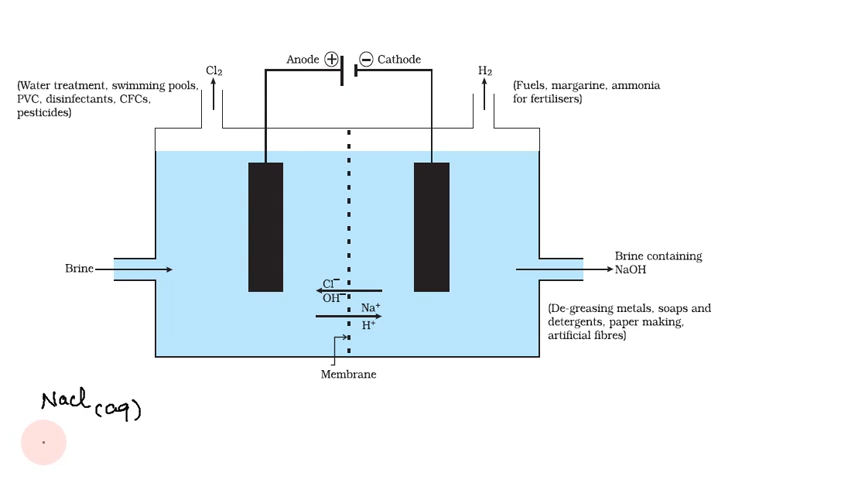 Anode ⊕ ⊖ Cathode
Cl2
H2
(Water treatment, swimming pools,
PVC, disinfectants, CFCs,
pesticides)
(Fuels, margarine, ammonia
for fertilisers)
Brine
Brine containing
NaOH
Cl−
OH−
Na+
H+
(De-greasing metals, soaps and
detergents, paper making,
artificial fibres)
Membrane
Nacl(aq)